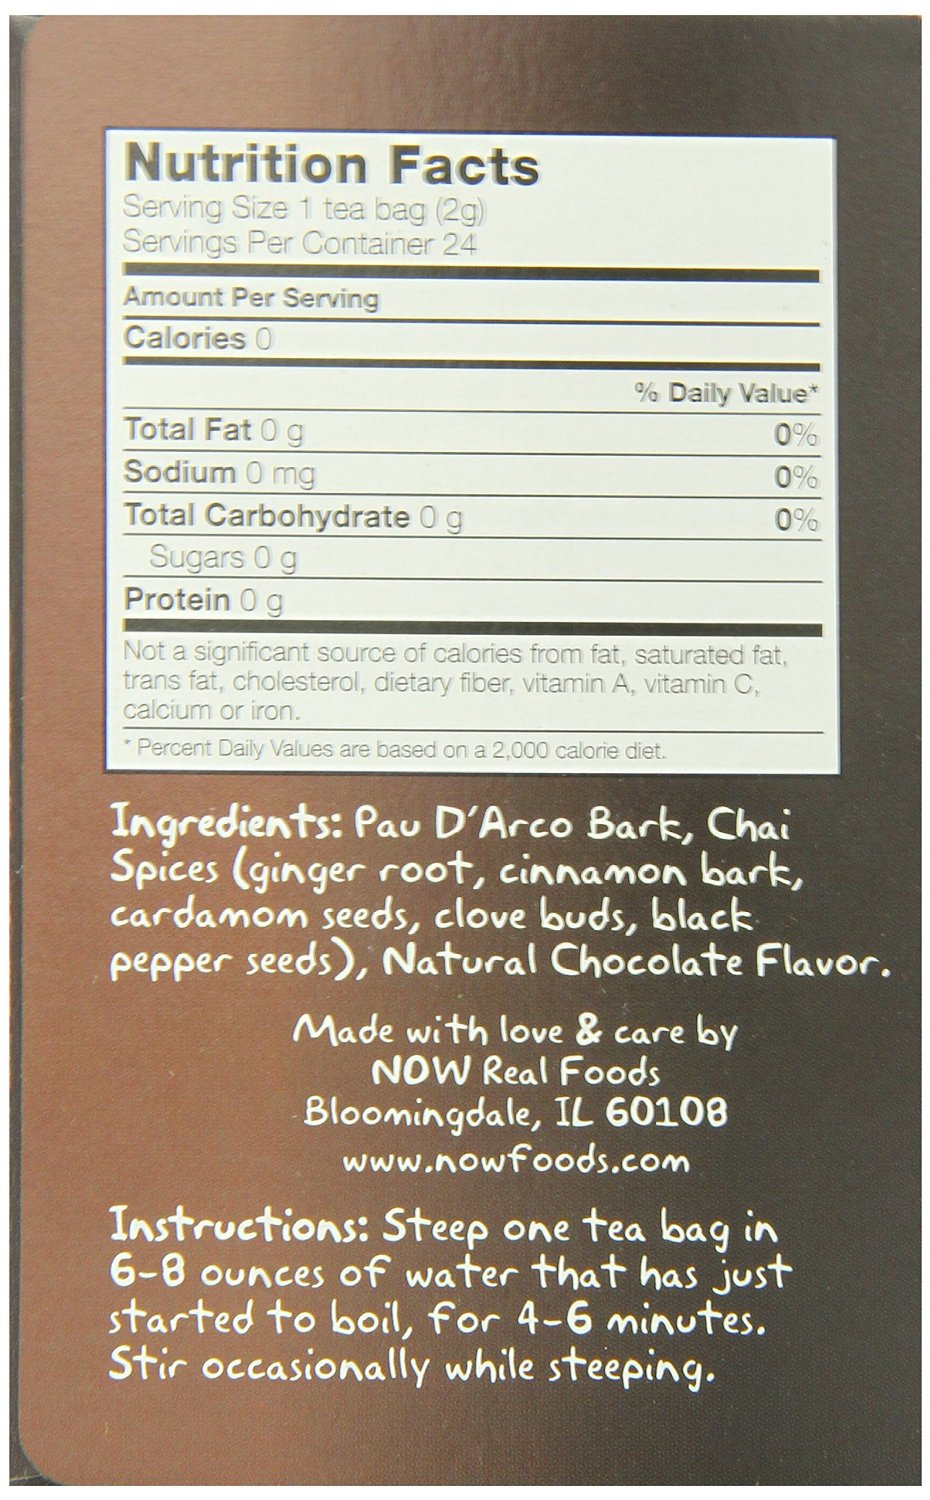 Nutrition Facts
Serving Size 1 tea bag (2g)
Servings Per Container 24
Amount Per Serving
Calories 0
% Daily Value*
Total Fat 0 g 0%
Sodium 0 mg 0%
Total Carbohydrate 0 g 0%
Sugars 0 g
Protein 0 g
Not a significant source of calories from fat, saturated fat,
trans fat, cholesterol, dietary fiber, vitamin A, vitamin C,
calcium or iron.
* Percent Daily Values are based on a 2,000 calorie diet.
Ingredients: Pau D'Arco Bark, Chai
Spices (ginger root, cinnamon bark,
cardamom seeds, clove buds, black
pepper seeds), Natural Chocolate Flavor.
Made with love & care by
NOW Real Foods
Bloomingdale, IL 60108
www.nowfoods.com
Instructions: Steep one tea bag in
6-8 ounces of water that has just
started to boil, for 4-6 minutes.
Stir occasionally while steeping.